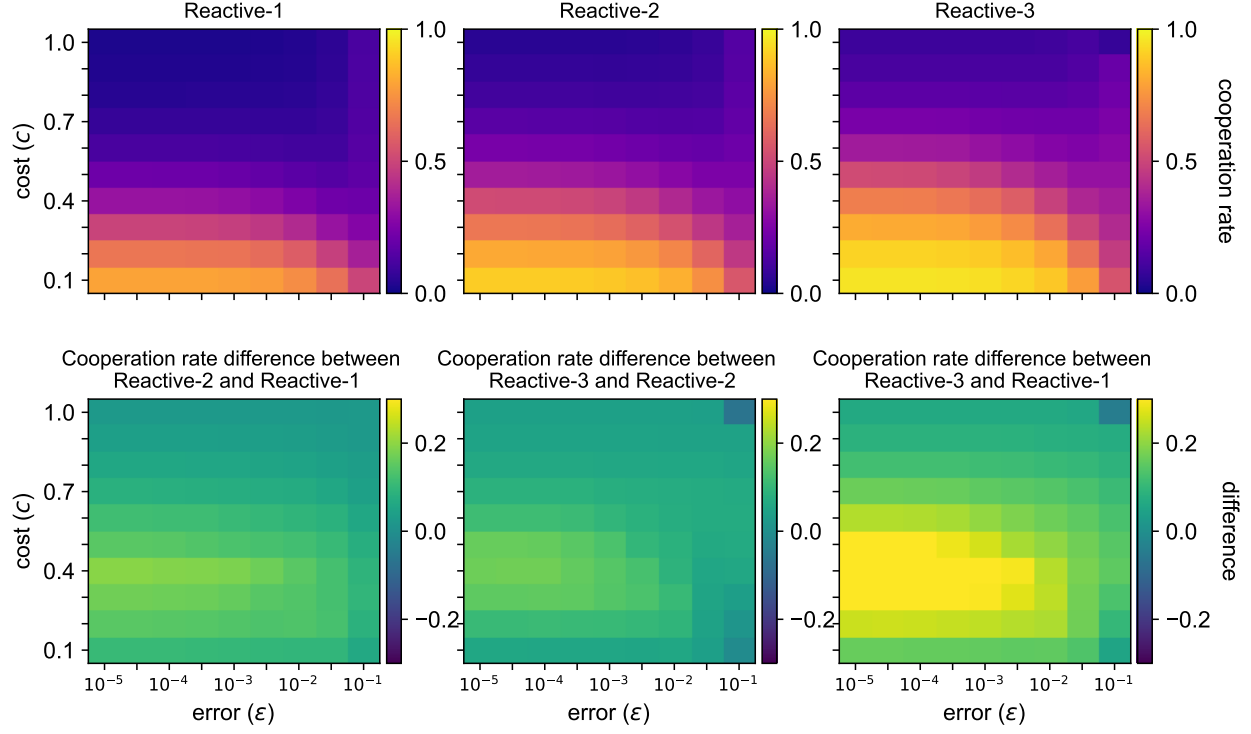 Reactive-1
Reactive-2
Reactive-3
1.0
0.7
0.4
0.1
cost (c)
1.0
0.5
0.0
1.0
0.5
0.0
1.0
0.5
0.0
cooperation rate
Cooperation rate difference between
Reactive-2 and Reactive-1
Cooperation rate difference between
Reactive-3 and Reactive-2
Cooperation rate difference between
Reactive-3 and Reactive-1
1.0
0.7
0.4
0.1
cost (c)
0.2
0.0
−0.2
0.2
0.0
−0.2
0.2
0.0
−0.2
difference
10⁻⁵ 10⁻⁴ 10⁻³ 10⁻² 10⁻¹
10⁻⁵ 10⁻⁴ 10⁻³ 10⁻² 10⁻¹
10⁻⁵ 10⁻⁴ 10⁻³ 10⁻² 10⁻¹
error (ε)
error (ε)
error (ε)